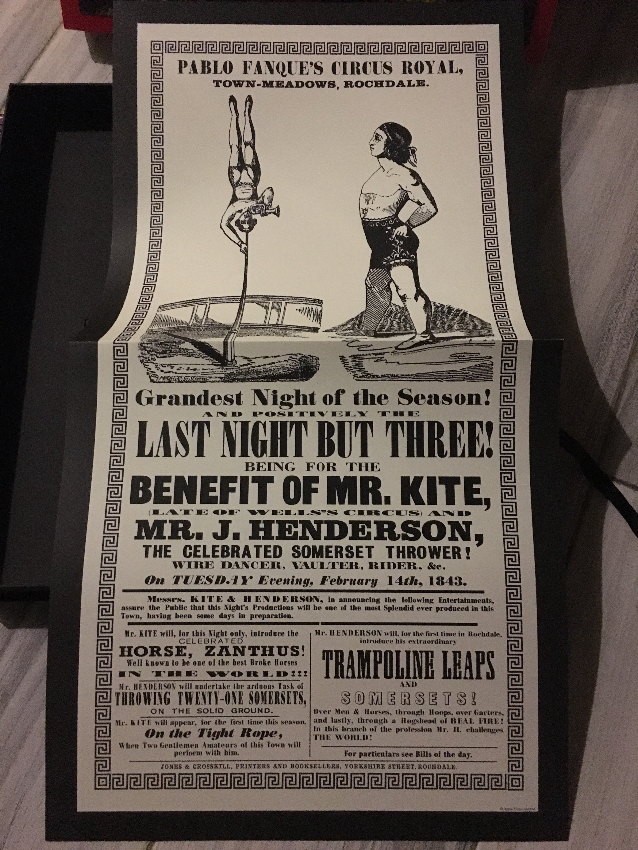 PABLO FANQUE'S CIRCUS ROYAL,
TOWN-MEADOWS, ROCHDALE.
Grandest Night of the Season!
AND POSITIVELY THE
LAST NIGHT BUT THREE!
BEING FOR THE
BENEFIT OF MR. KITE,
(LATE OF WELLS'S CIRCUS) AND
MR. J. HENDERSON,
THE CELEBRATED SOMERSET THROWER!
WIRE DANCER, VAULTER, RIDER, &c.
On TUESDAY Evening, February 14th, 1843.
Messrs. KITE & HENDERSON, in announcing the following Entertainments,
assure the Public that this Night's Productions will be one of the most Splendid ever produced in this
Town, having been some days in preparation.
Mr. KITE will, for this Night only, introduce the
CELEBRATED
HORSE, ZANTHUS!
Well known to be one of the best Broke Horses
IN THE WORLD!!!
Mr. HENDERSON will undertake the arduous Task of
THROWING TWENTY-ONE SOMERSETS,
ON THE SOLID GROUND.
Mr. KITE will appear, for the first time this season,
On the Tight Rope,
When Two Gentlemen Amateurs of this Town will
perform with him.
Mr. HENDERSON will, for the first time in Rochdale,
introduce his extraordinary
TRAMPOLINE LEAPS
AND
SOMERSETS!
Over Men & Horses, through Hoops, over Garters,
and lastly, through a Hogshead of REAL FIRE!
In this branch of the profession Mr. H. challenges
THE WORLD!
For particulars see Bills of the day.
JONES & CROSSKILL, PRINTERS AND BOOKSELLERS, YORKSHIRE STREET, ROCHDALE.